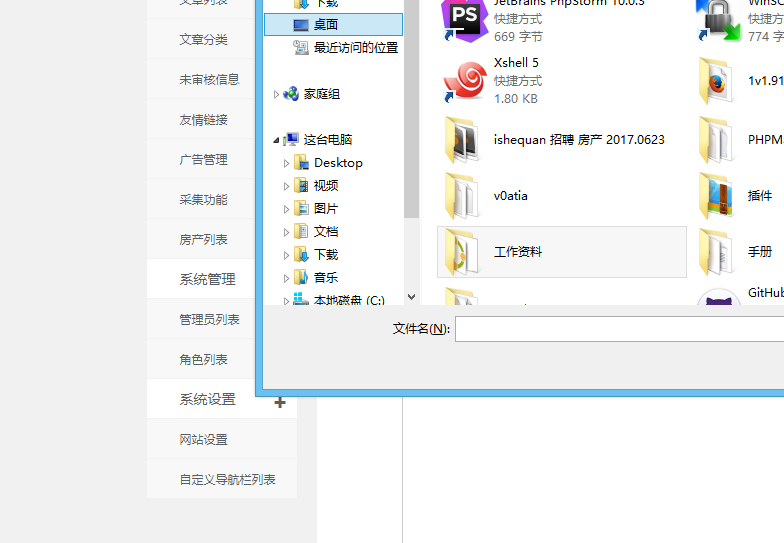 文章列表
文章分类
未审核信息
友情链接
广告管理
采集功能
房产列表
系统管理
管理员列表
角色列表
系统设置
网站设置
自定义导航栏列表
下载
桌面
最近访问的位置
家庭组
这台电脑
Desktop
视频
图片
文档
下载
音乐
本地磁盘 (C:)
JetBrains PhpStorm 10.0.3
快捷方式
669 字节
Xshell 5
快捷方式
1.80 KB
ishequan 招聘 房产 2017.0623
v0atia
工作资料
WinSC
快捷方式
774 字
1v1.91
PHPM
插件
手册
GitHub
文件名(N):